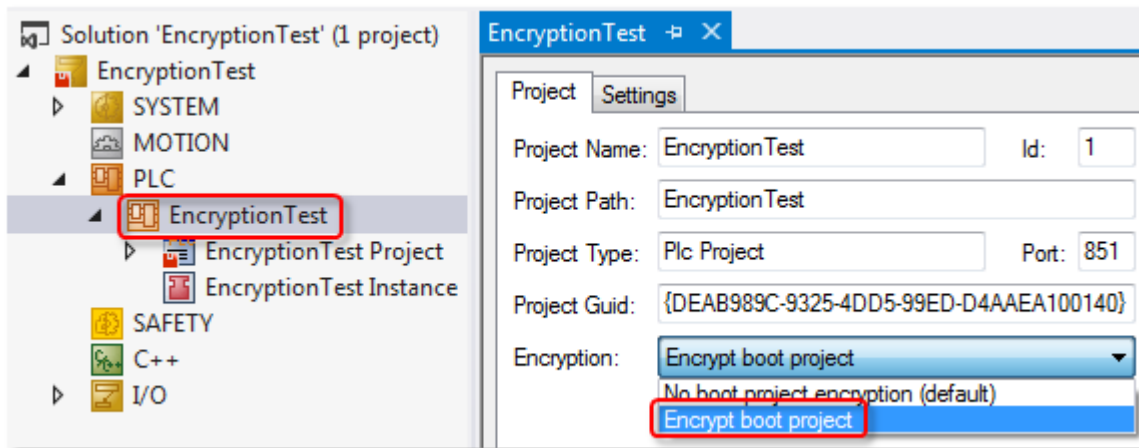 Solution 'EncryptionTest' (1 project)
EncryptionTest
SYSTEM
MOTION
PLC
EncryptionTest
EncryptionTest Project
EncryptionTest Instance
SAFETY
C++
I/O
EncryptionTest
Project
Settings
Project Name: EncryptionTest Id: 1
Project Path: EncryptionTest
Project Type: Plc Project Port: 851
Project Guid: {DEAB989C-9325-4DD5-99ED-D4AAEA100140}
Encryption: Encrypt boot project
No boot project encryption (default)
Encrypt boot project